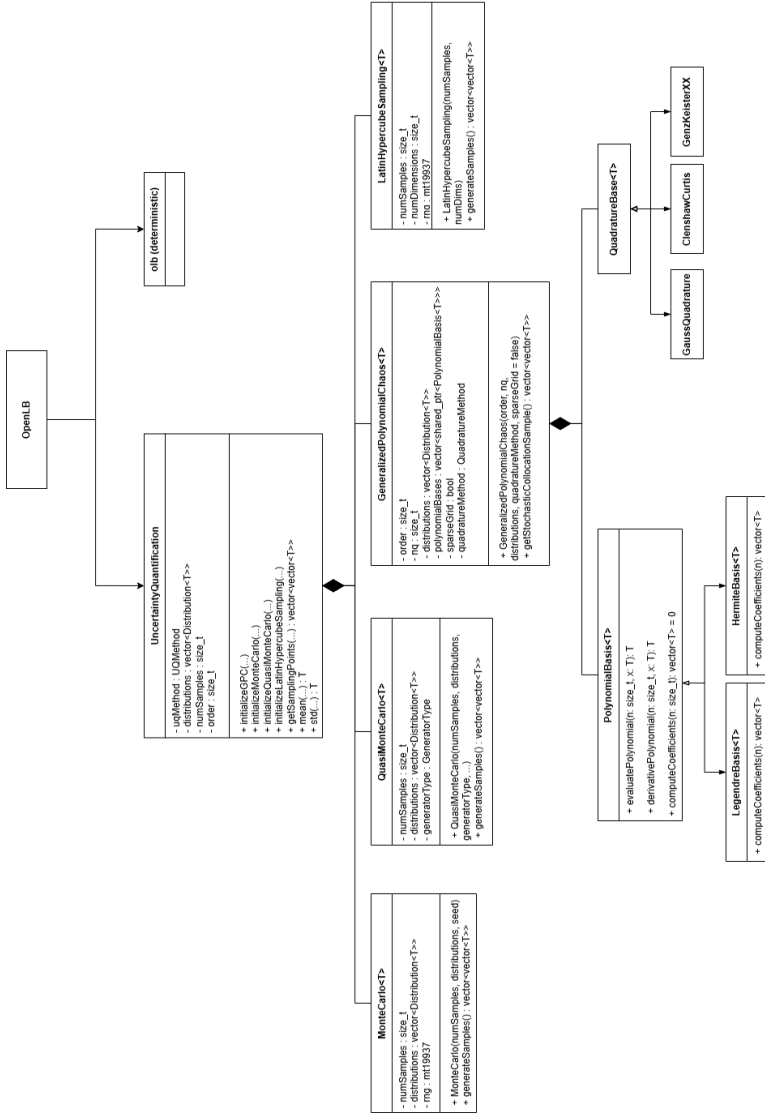 OpenLB
UncertaintyQuantification
- uqMethod : UQMethod
- distributions : vector<Distribution<T>>
- numSamples : size_t
- order : size_t
+ initializeGPC(...)
+ initializeMonteCarlo(...)
+ initializeQuasiMonteCarlo(...)
+ initializeLatinHypercubeSampling(...)
+ getSamplingPoints(...) : vector<vector<T>>
+ mean(...) : T
+ std(...) : T
olb (deterministic)
MonteCarlo<T>
- numSamples : size_t
- distributions : vector<Distribution<T>>
- rng : mt19937
+ MonteCarlo(numSamples, distributions, seed)
+ generateSamples() : vector<vector<T>>
QuasiMonteCarlo<T>
- numSamples : size_t
- distributions : vector<Distribution<T>>
- generatorType : GeneratorType
+ QuasiMonteCarlo(numSamples, distributions,
generatorType, ...)
+ generateSamples() : vector<vector<T>>
GeneralizedPolynomialChaos<T>
- order : size_t
- nq : size_t
- distributions : vector<Distribution<T>>
- polynomialBases : vector<shared_ptr<PolynomialBasis<T>>>
- sparseGrid : bool
- quadratureMethod : QuadratureMethod
+ GeneralizedPolynomialChaos(order, nq,
distributions, quadratureMethod, sparseGrid = false)
+ getStochasticCollocationSample() : vector<vector<T>>
LatinHypercubeSampling<T>
- numSamples : size_t
- numDimensions : size_t
- rng : mt19937
+ LatinHypercubeSampling(numSamples,
numDims)
+ generateSamples() : vector<vector<T>>
PolynomialBasis<T>
+ evaluatePolynomial(n: size_t, x: T): T
+ derivativePolynomial(n: size_t, x: T): T
+ computeCoefficients(n: size_t): vector<T> = 0
QuadratureBase<T>
LegendreBasis<T>
+ computeCoefficients(n): vector<T>
HermiteBasis<T>
+ computeCoefficients(n): vector<T>
GaussQuadrature
ClenshawCurtis
GenzKeisterXX